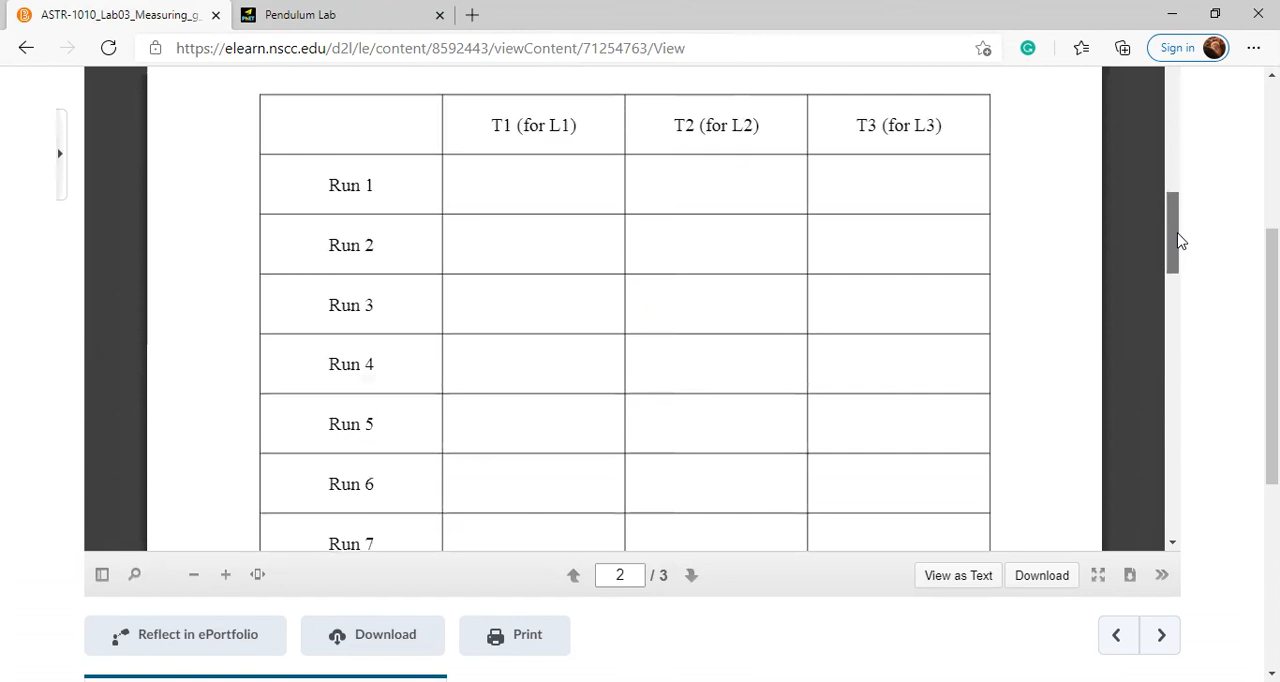 ASTR-1010_Lab03_Measuring_g_
Pendulum Lab
https://elearn.nscc.edu/d2l/le/content/8592443/viewContent/71254763/View
Sign in
T1 (for L1) T2 (for L2) T3 (for L3)
Run 1
Run 2
Run 3
Run 4
Run 5
Run 6
Run 7
2 / 3 View as Text Download
Reflect in ePortfolio Download Print